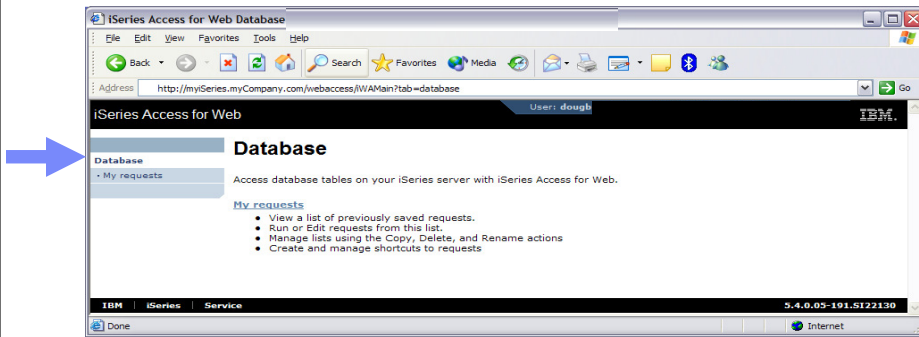 iSeries Access for Web Database
File Edit View Favorites Tools Help
Back Search Favorites Media
Address http://myiSeries.myCompany.com/webaccess/iWAMain?tab=database Go
iSeries Access for Web User: dougb IBM.
Database
• My requests
Database
Access database tables on your iSeries server with iSeries Access for Web.
My requests
• View a list of previously saved requests.
• Run or Edit requests from this list.
• Manage lists using the Copy, Delete, and Rename actions
• Create and manage shortcuts to requests
IBM | iSeries | Service 5.4.0.05-191.SI22130
Done Internet